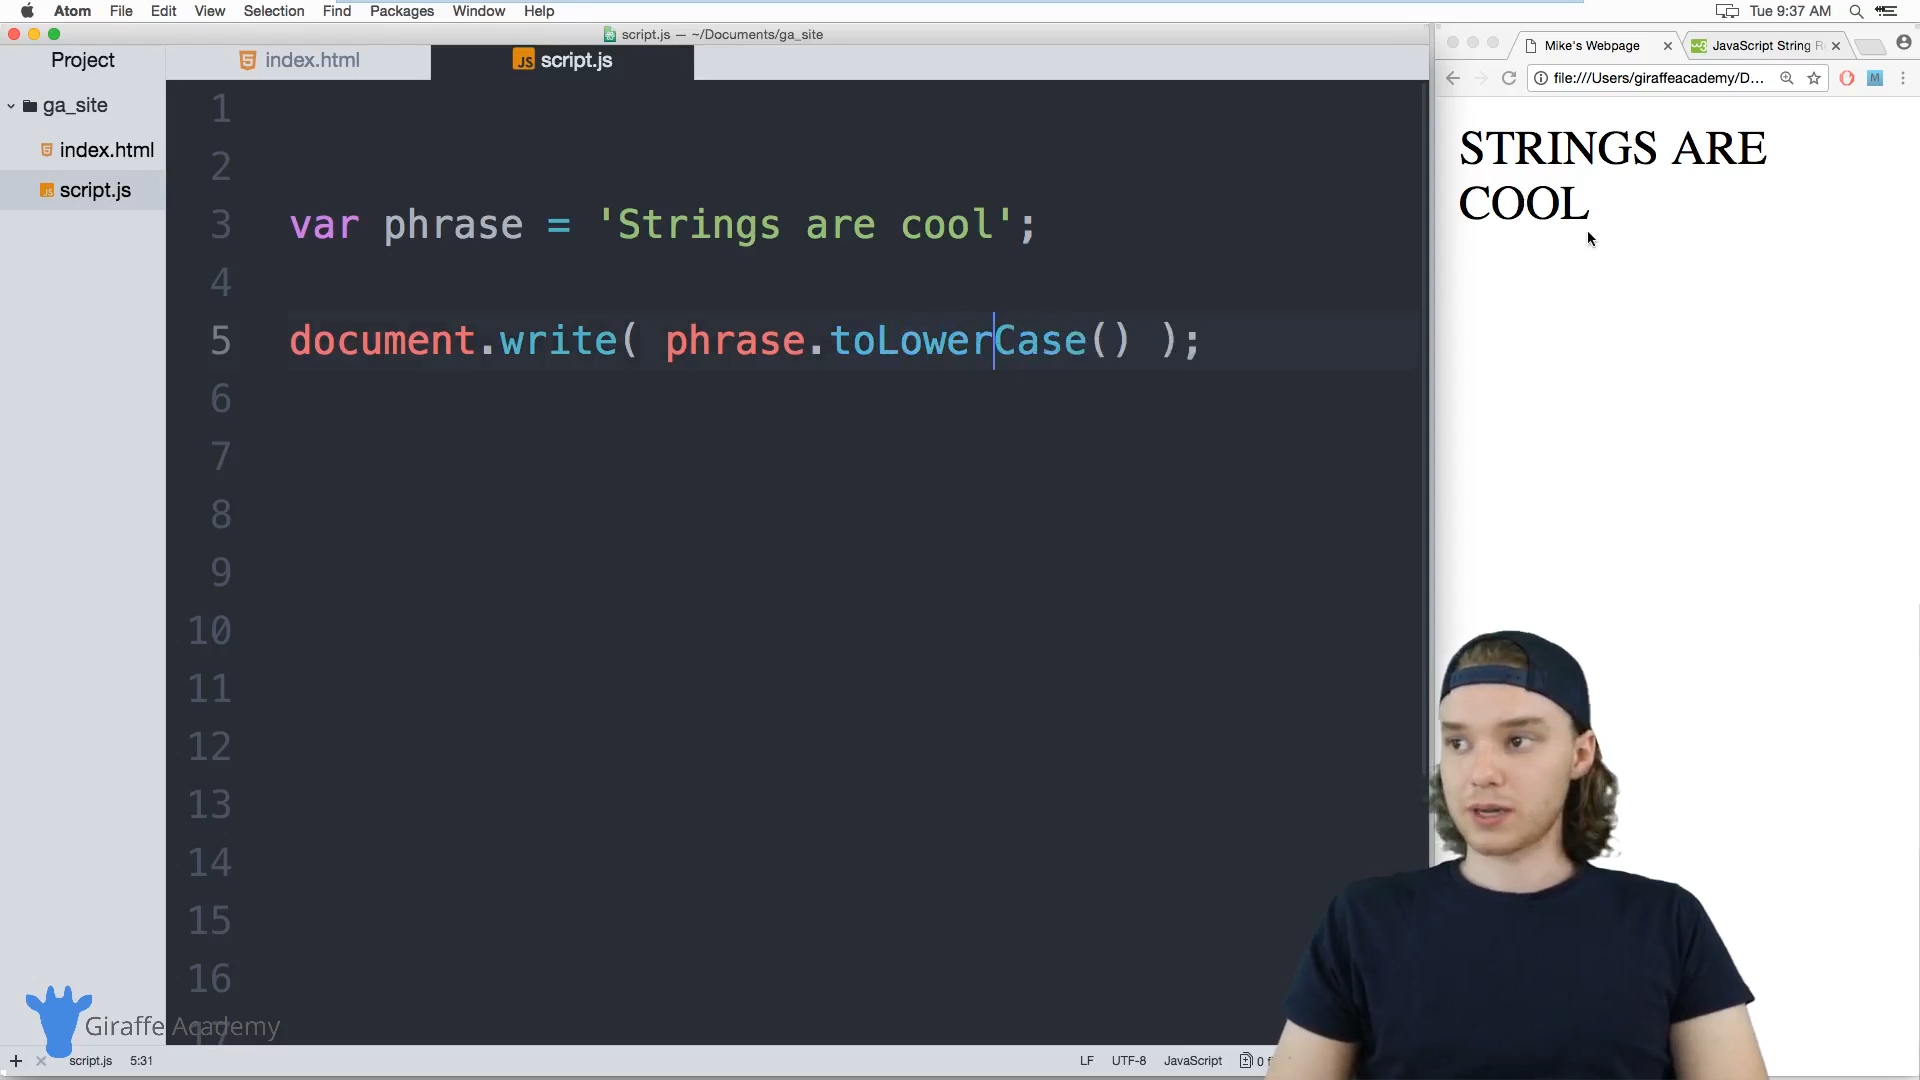 Atom File Edit View Selection Find Packages Window Help Tue 9:37 AM
script.js — ~/Documents/ga_site
Project
index.html
script.js
Mike's Webpage
JavaScript String R
file:///Users/giraffeacademy/D...
M
ga_site
index.html
script.js
1
2
3 var phrase = 'Strings are cool';
4
5 document.write( phrase.toLowerCase() );
6
7
8
9
10
11
12
13
14
15
16
17
STRINGS ARE
COOL
Giraffe Academy
script.js 5:31
LF UTF-8 JavaScript 0